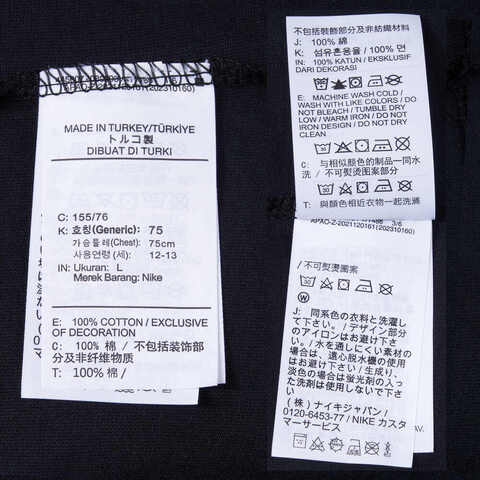 MADE IN TURKEY/TÜRKİYE
トルコ製
DIBUAT DI TURKI
C: 155/76
K: 호칭(Generic): 75
가슴둘레(Chest): 75cm
사용연령 (세): 12-13
IN: Ukuran: L
Merek Barang: Nike
E: 100% COTTON / EXCLUSIVE
OF DECORATION
C: 100% 棉 / 不包括装饰部
分及非纤维物质
T: 100% 棉 /
不包括裝飾部分及非紡織材料
J: 100% 綿
K: 섬유혼용율 / 100% 면
IN: 100% KATUN / EKSKLUSIF
DARI DEKORASI
E: MACHINE WASH COLD /
WASH WITH LIKE COLORS / DO
NOT BLEACH / TUMBLE DRY
LOW / WARM IRON / DO NOT
IRON DESIGN / DO NOT DRY
CLEAN
C: 与相似颜色的制品一同水
洗 / 不可熨烫图案部分
T: 與顏色相近衣物一起洗滌
APAO-Z-2021120161 (202310160)
3/6
/ 不可熨燙圖案
J: 同系色の衣料と洗濯し
て下さい。/ デザイン部分
のアイロンはお避け下さ
い。/ 水を通しにくい素材の
場合は、遠心脱水機の使用
はお避け下さい / 生成り、
淡色の場合は蛍光剤の入っ
た洗剤は使用しないで下さ
い
(株) ナイキジャパン /
0120-6453-77 / NIKE カスタ
マーサービス